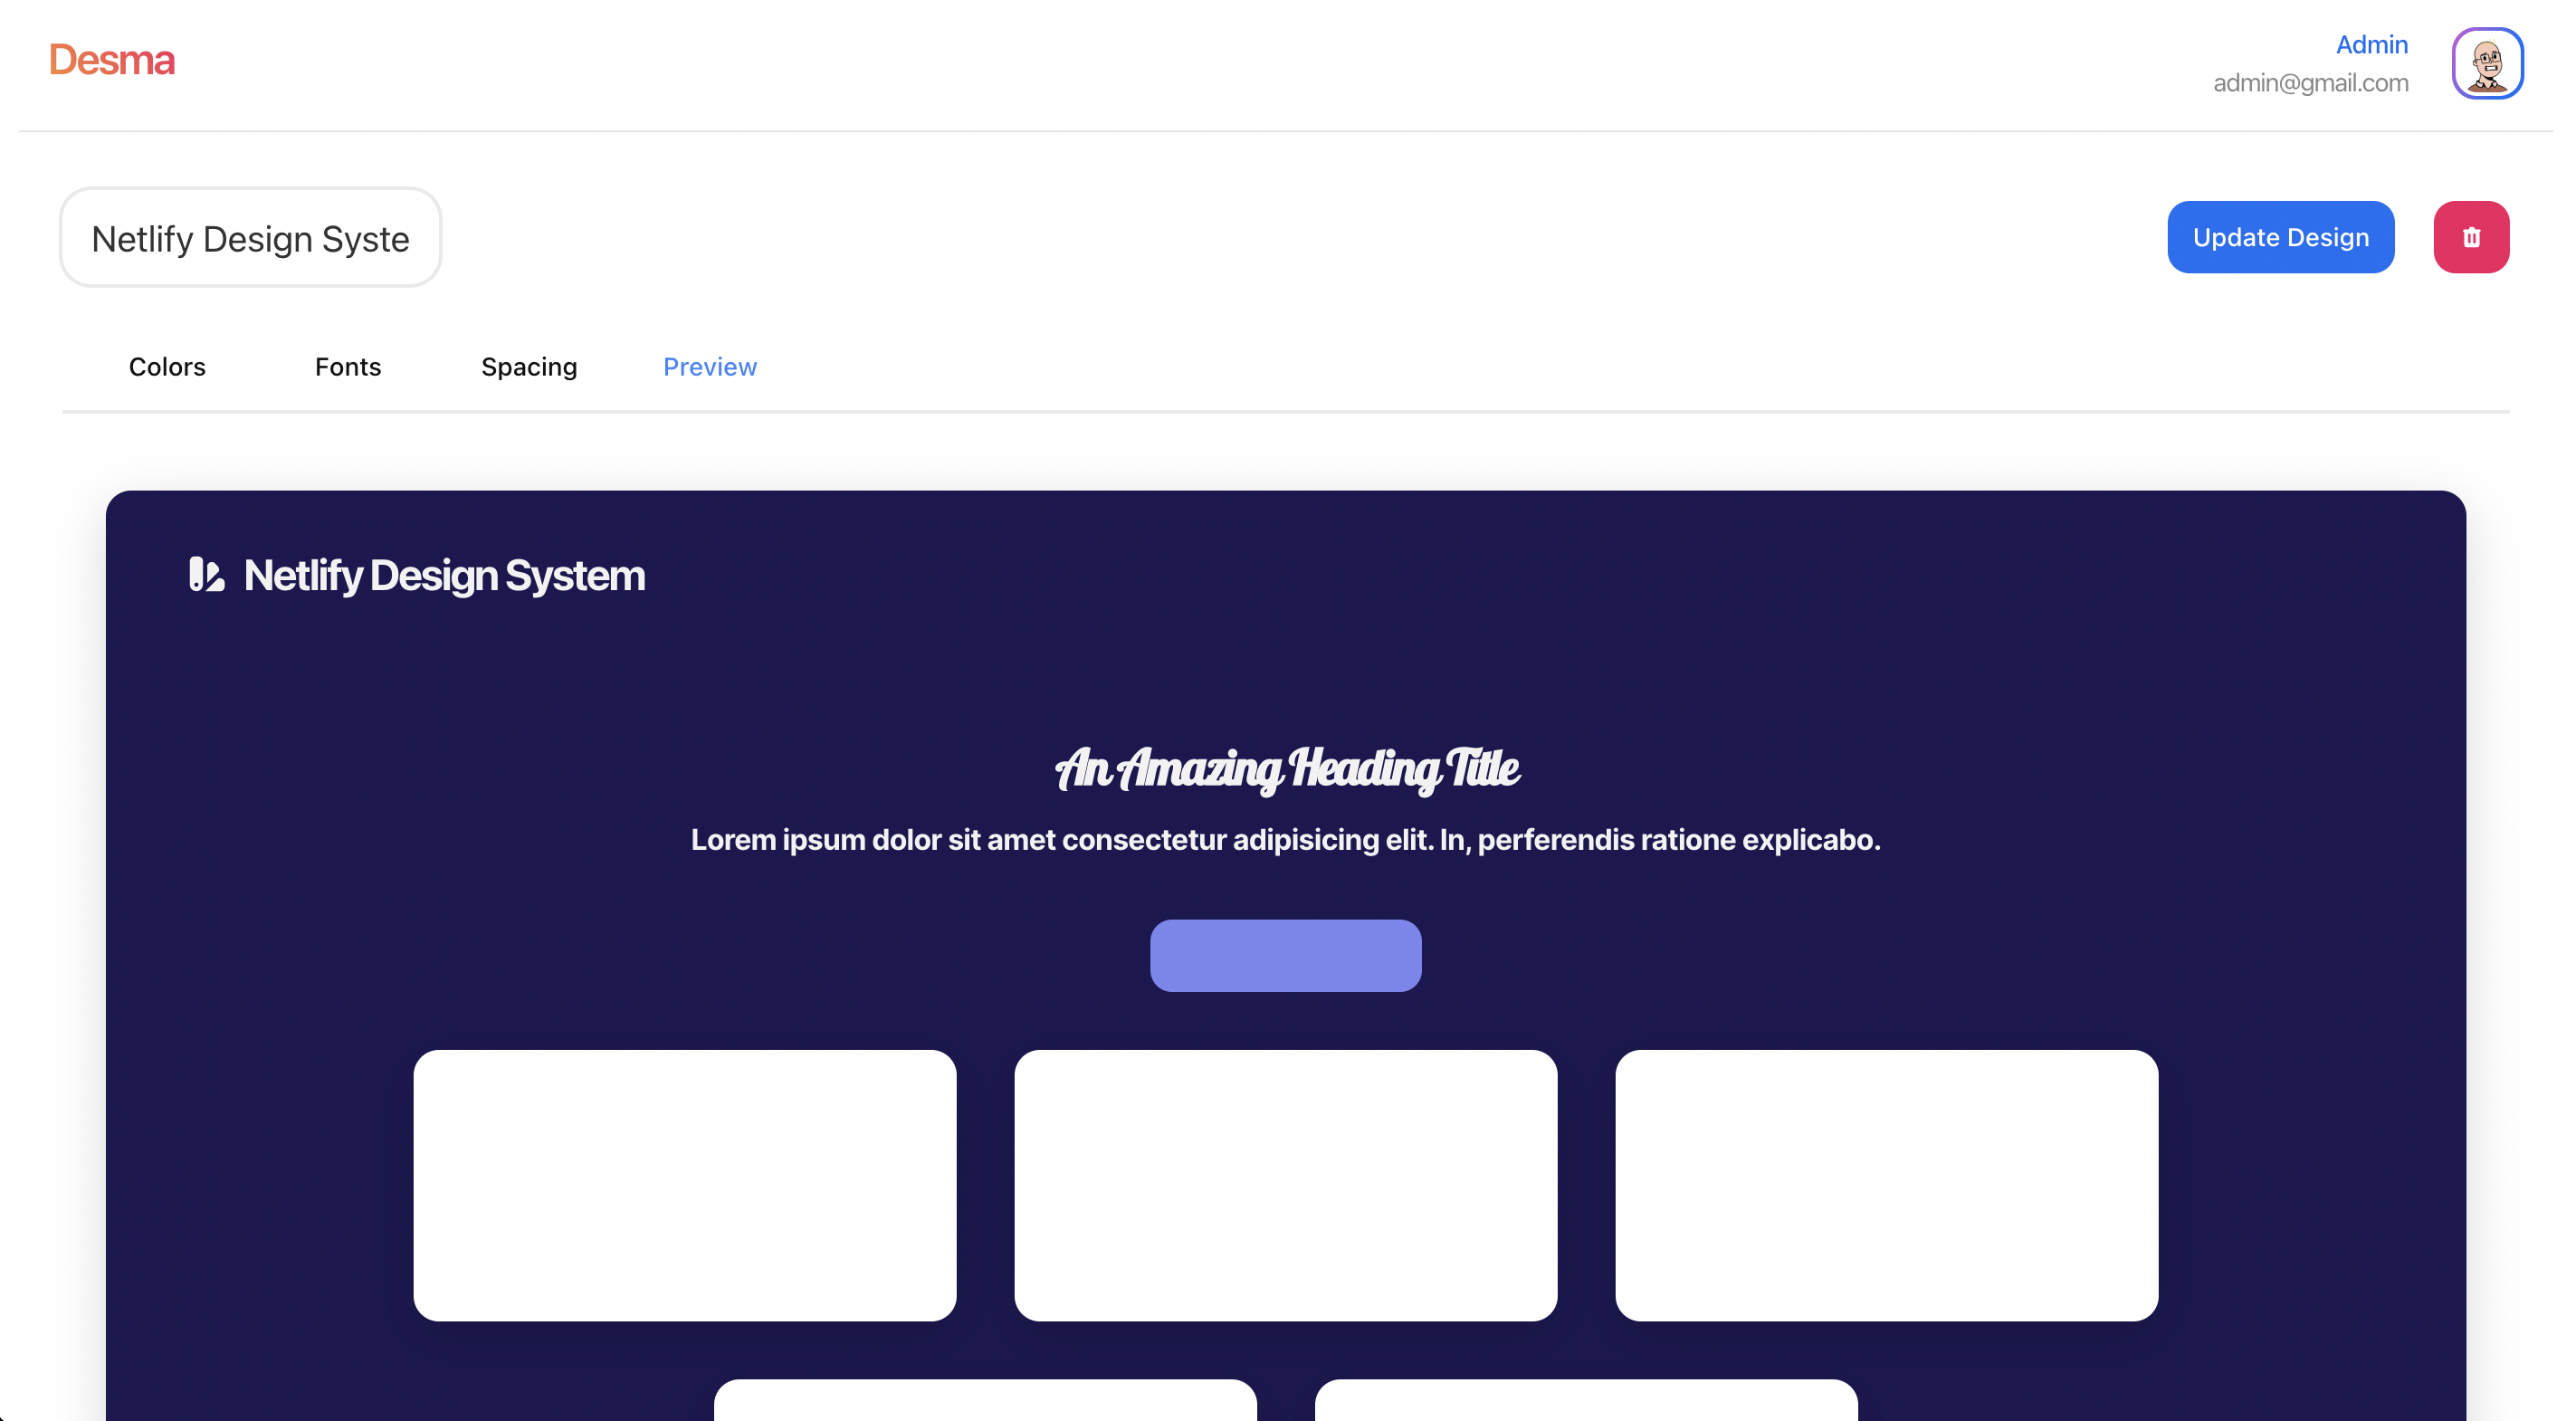 Desma
Admin
admin@gmail.com
Netlify Design Syste
Update Design
Colors
Fonts
Spacing
Preview
Netlify Design System
An Amazing Heading Title
Lorem ipsum dolor sit amet consectetur adipisicing elit. In, perferendis ratione explicabo.